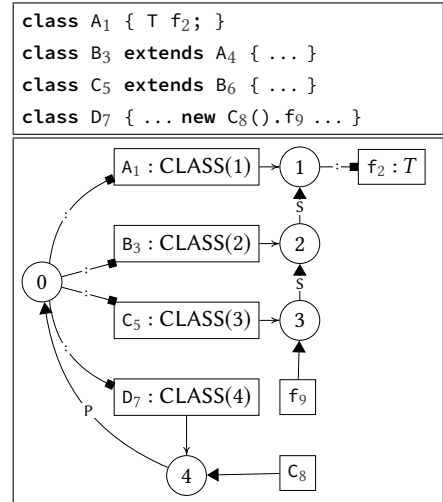 class A₁ { T f₂; }
class B₃ extends A₄ { ... }
class C₅ extends B₆ { ... }
class D₇ { ... new C₈().f₉ ... }
A₁ : CLASS(1)
1
:
f₂ : T
:
S
B₃ : CLASS(2)
2
:
0
S
:
C₅ : CLASS(3)
3
:
D₇ : CLASS(4)
f₉
P
4
C₈